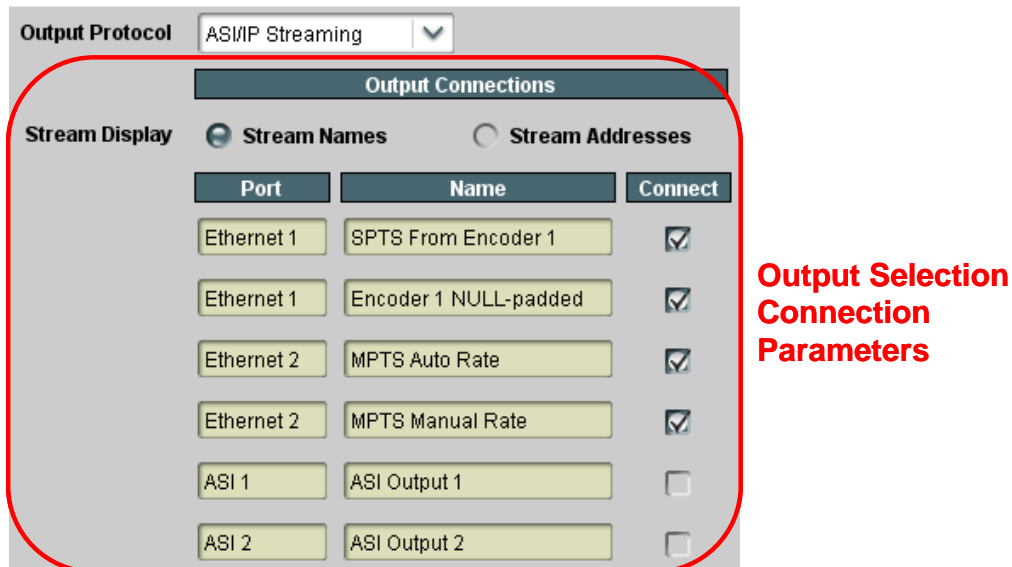 Output Protocol ASI/IP Streaming
Output Connections
Stream Display Stream Names Stream Addresses
Port Name Connect
Ethernet 1 SPTS From Encoder 1
Ethernet 1 Encoder 1 NULL-padded
Ethernet 2 MPTS Auto Rate
Ethernet 2 MPTS Manual Rate
ASI 1 ASI Output 1
ASI 2 ASI Output 2
Output Selection
Connection
Parameters